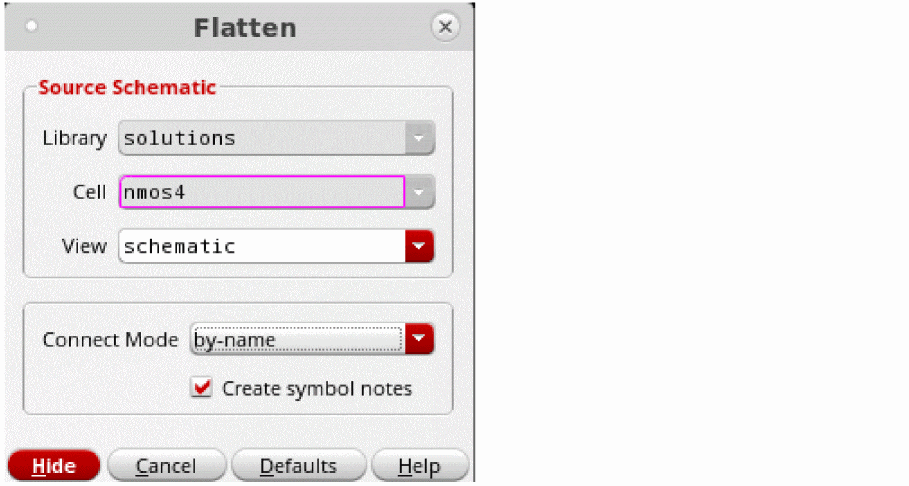 Flatten
Source Schematic
Library solutions
Cell nmos4
View schematic
Connect Mode by-name
Create symbol notes
Hide Cancel Defaults Help